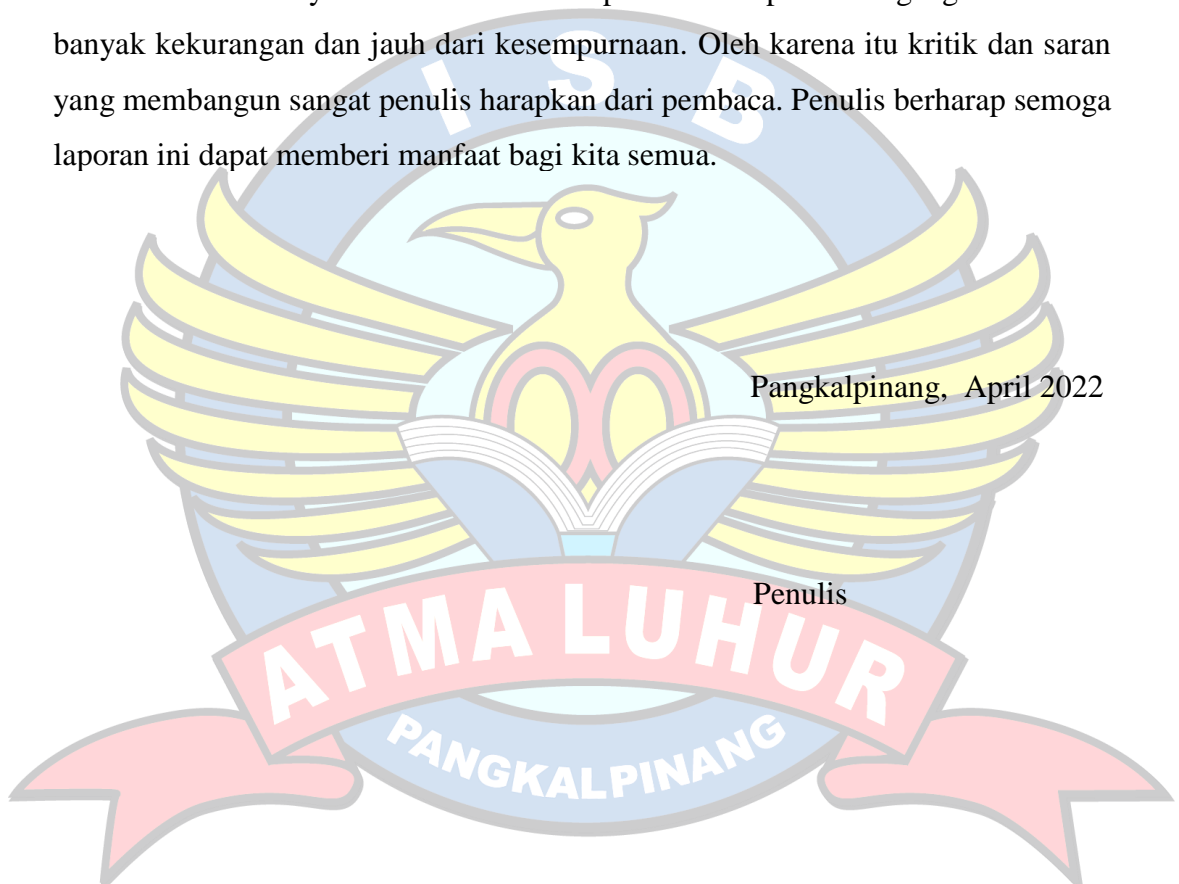 banyak kekurangan dan jauh dari kesempurnaan. Oleh karena itu kritik dan saran
yang membangun sangat penulis harapkan dari pembaca. Penulis berharap semoga
laporan ini dapat memberi manfaat bagi kita semua.
I S B
Pangkalpinang, April 2022
Penulis
ATMA LUHUR
PANGKALPINANG